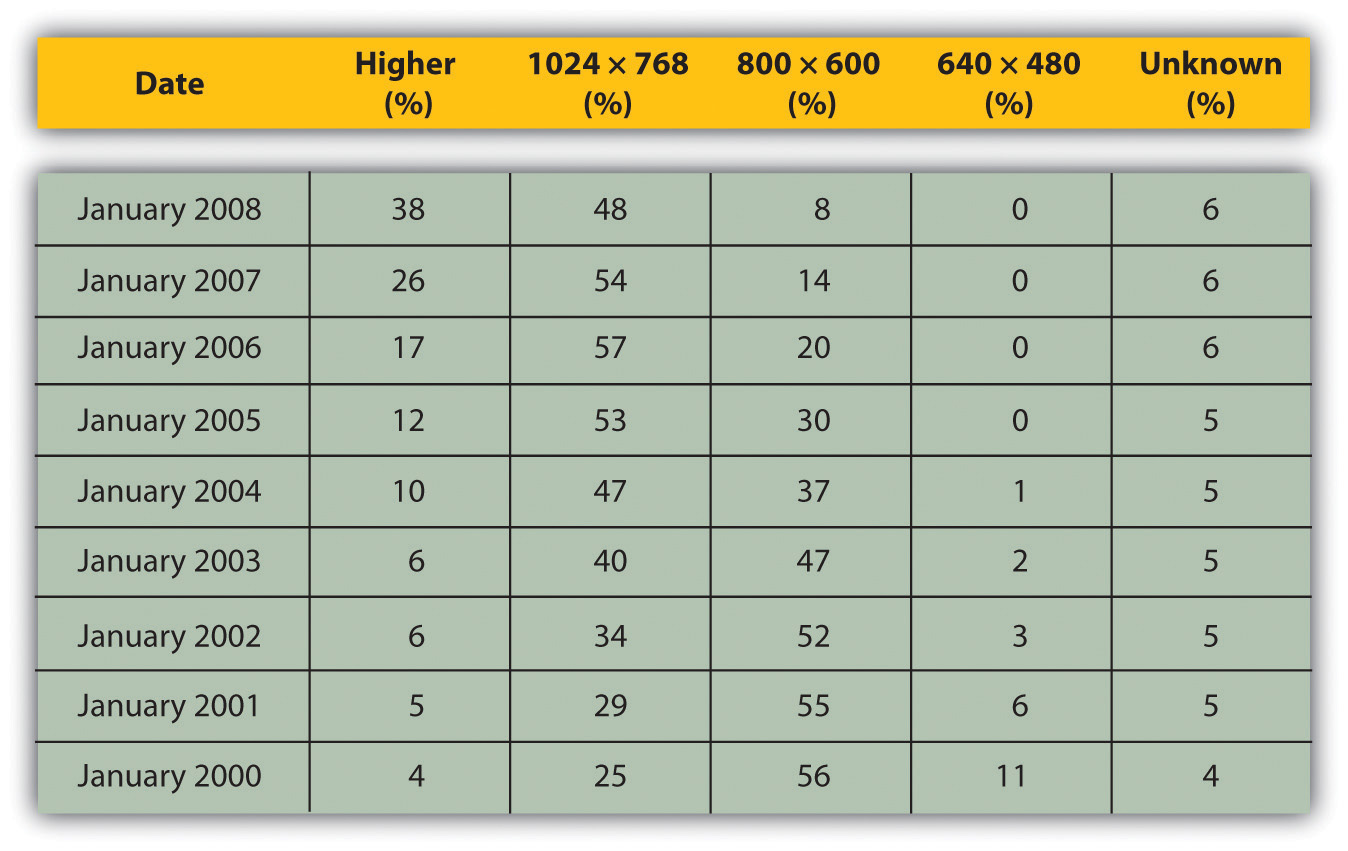 Date Higher (%) 1024 × 768 (%) 800 × 600 (%) 640 × 480 (%) Unknown (%)
January 2008 38 48 8 0 6
January 2007 26 54 14 0 6
January 2006 17 57 20 0 6
January 2005 12 53 30 0 5
January 2004 10 47 37 1 5
January 2003 6 40 47 2 5
January 2002 6 34 52 3 5
January 2001 5 29 55 6 5
January 2000 4 25 56 11 4